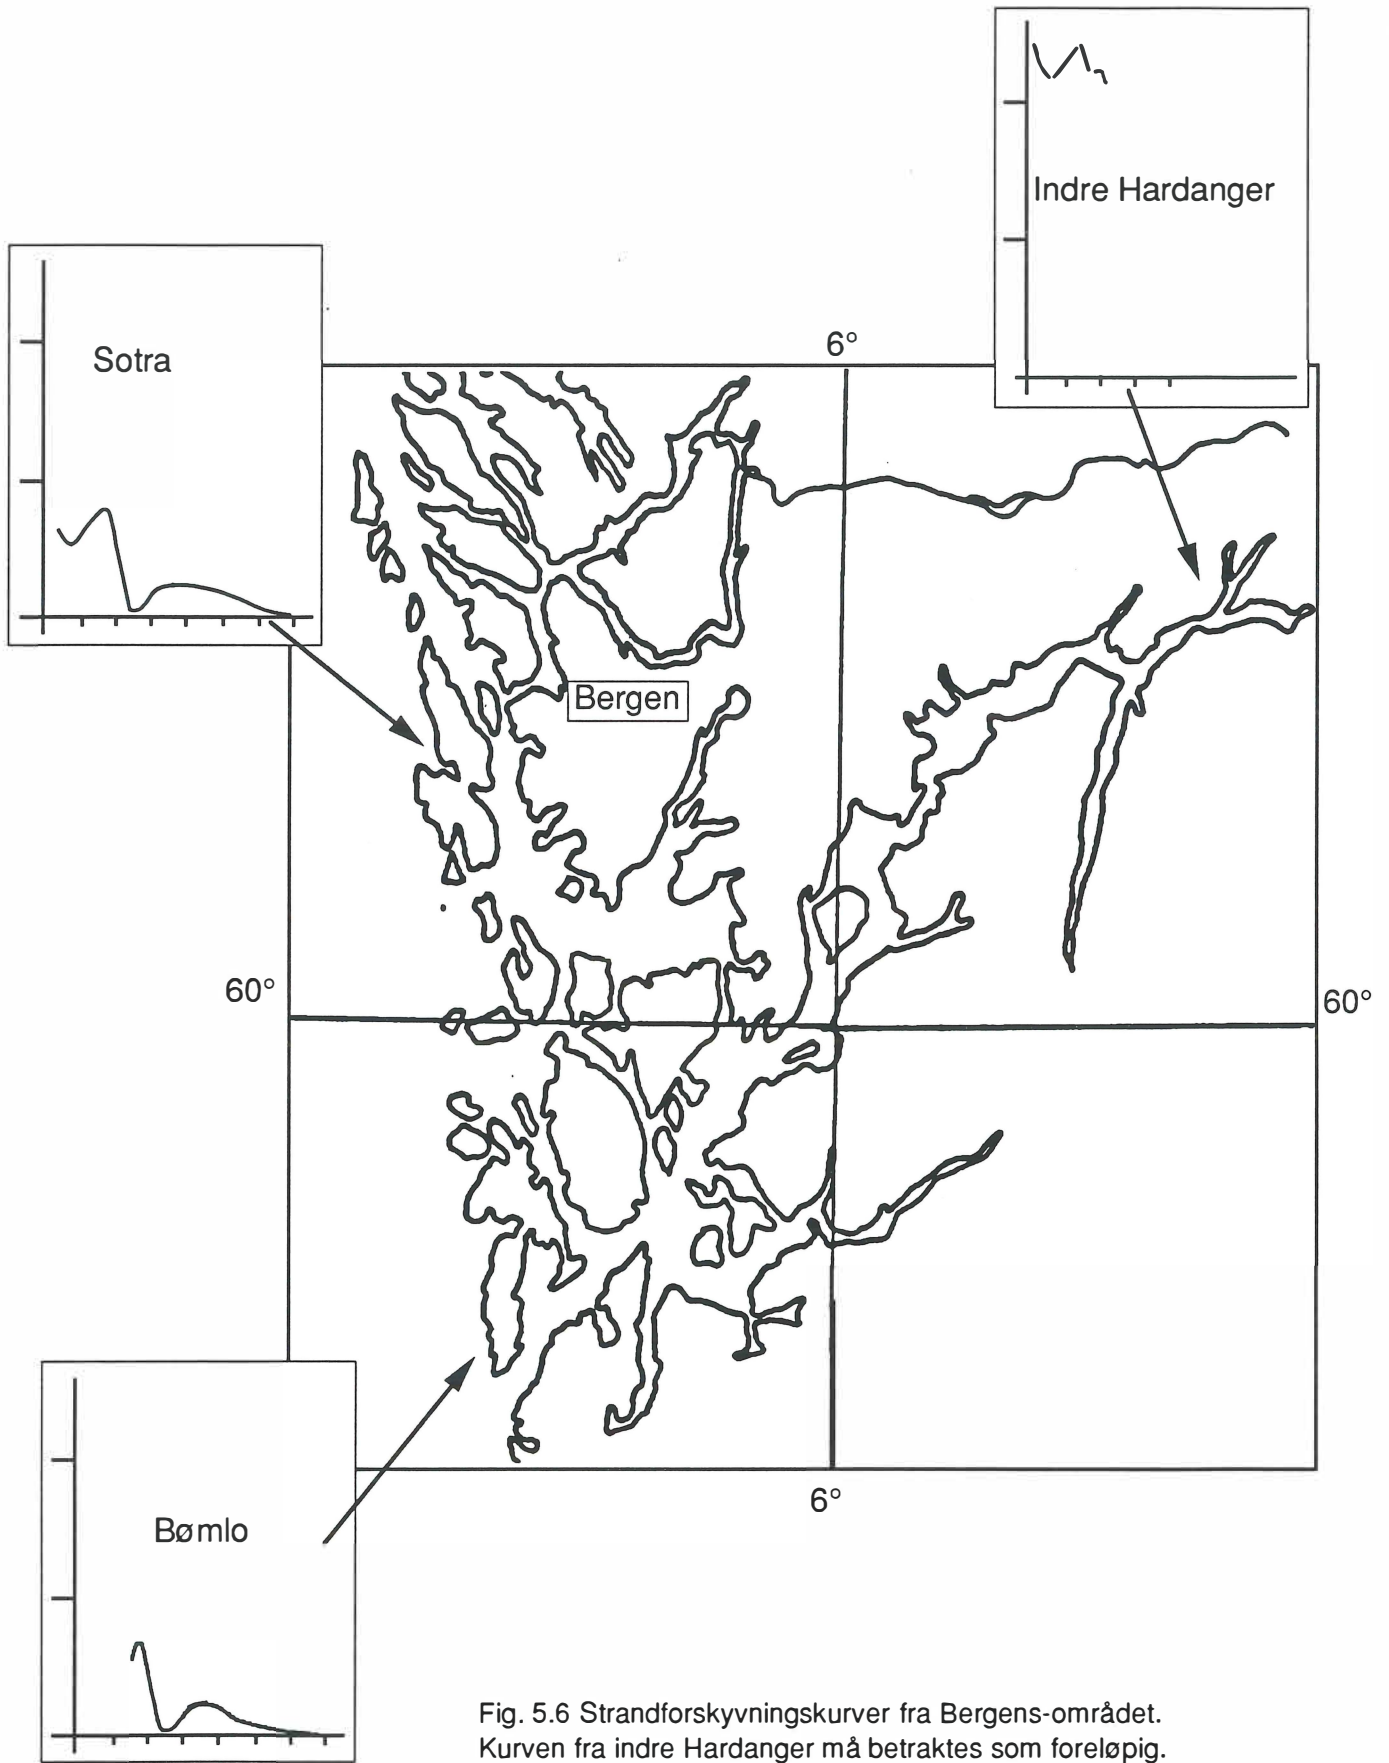 Indre Hardanger
Sotra
6°
Bergen
60°
60°
6°
Bømlo
Fig. 5.6 Strandforskyvningskurver fra Bergens-området.
Kurven fra indre Hardanger må betraktes som foreløpig.